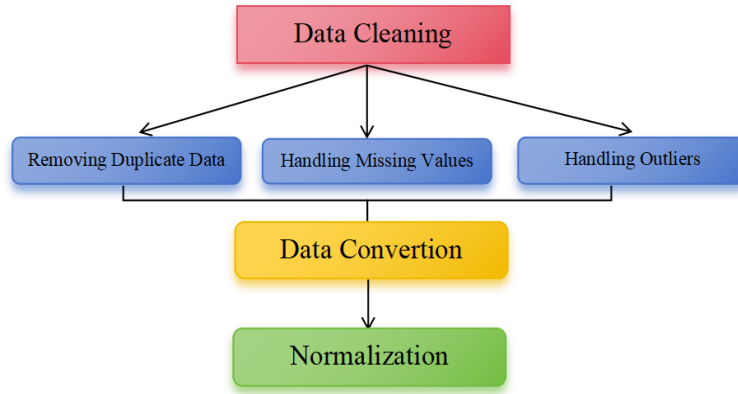 Data Cleaning
Removing Duplicate Data
Handling Missing Values
Handling Outliers
Data Convertion
Normalization